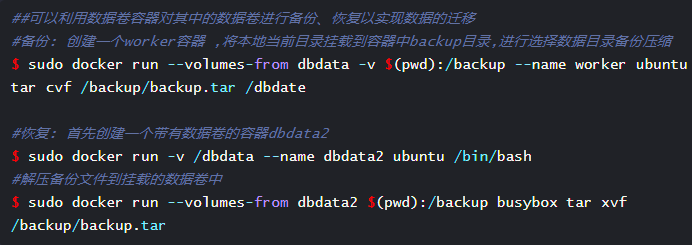 ##可以利用数据卷容器对其中的数据卷进行备份、恢复以实现数据的迁移
#备份: 创建一个worker容器 ,将本地当前目录挂载到容器中backup目录,进行选择数据目录备份压缩
$ sudo docker run --volumes-from dbdata -v $(pwd):/backup --name worker ubuntu
tar cvf /backup/backup.tar /dbdate
#恢复: 首先创建一个带有数据卷的容器dbdata2
$ sudo docker run -v /dbdata --name dbdata2 ubuntu /bin/bash
#解压备份文件到挂载的数据卷中
$ sudo docker run --volumes-from dbdata2 $(pwd):/backup busybox tar xvf
/backup/backup.tar